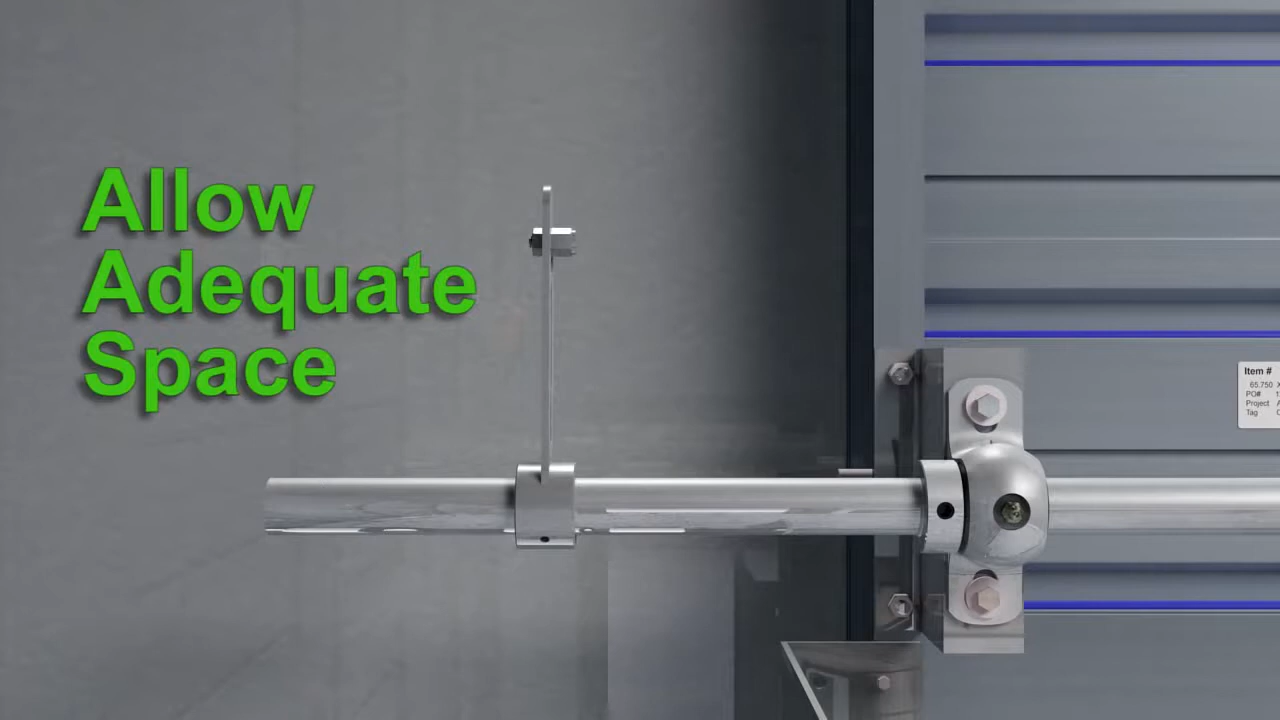 Allow
Adequate
Space
Item #
65.750 X
PO#
Project
Tag